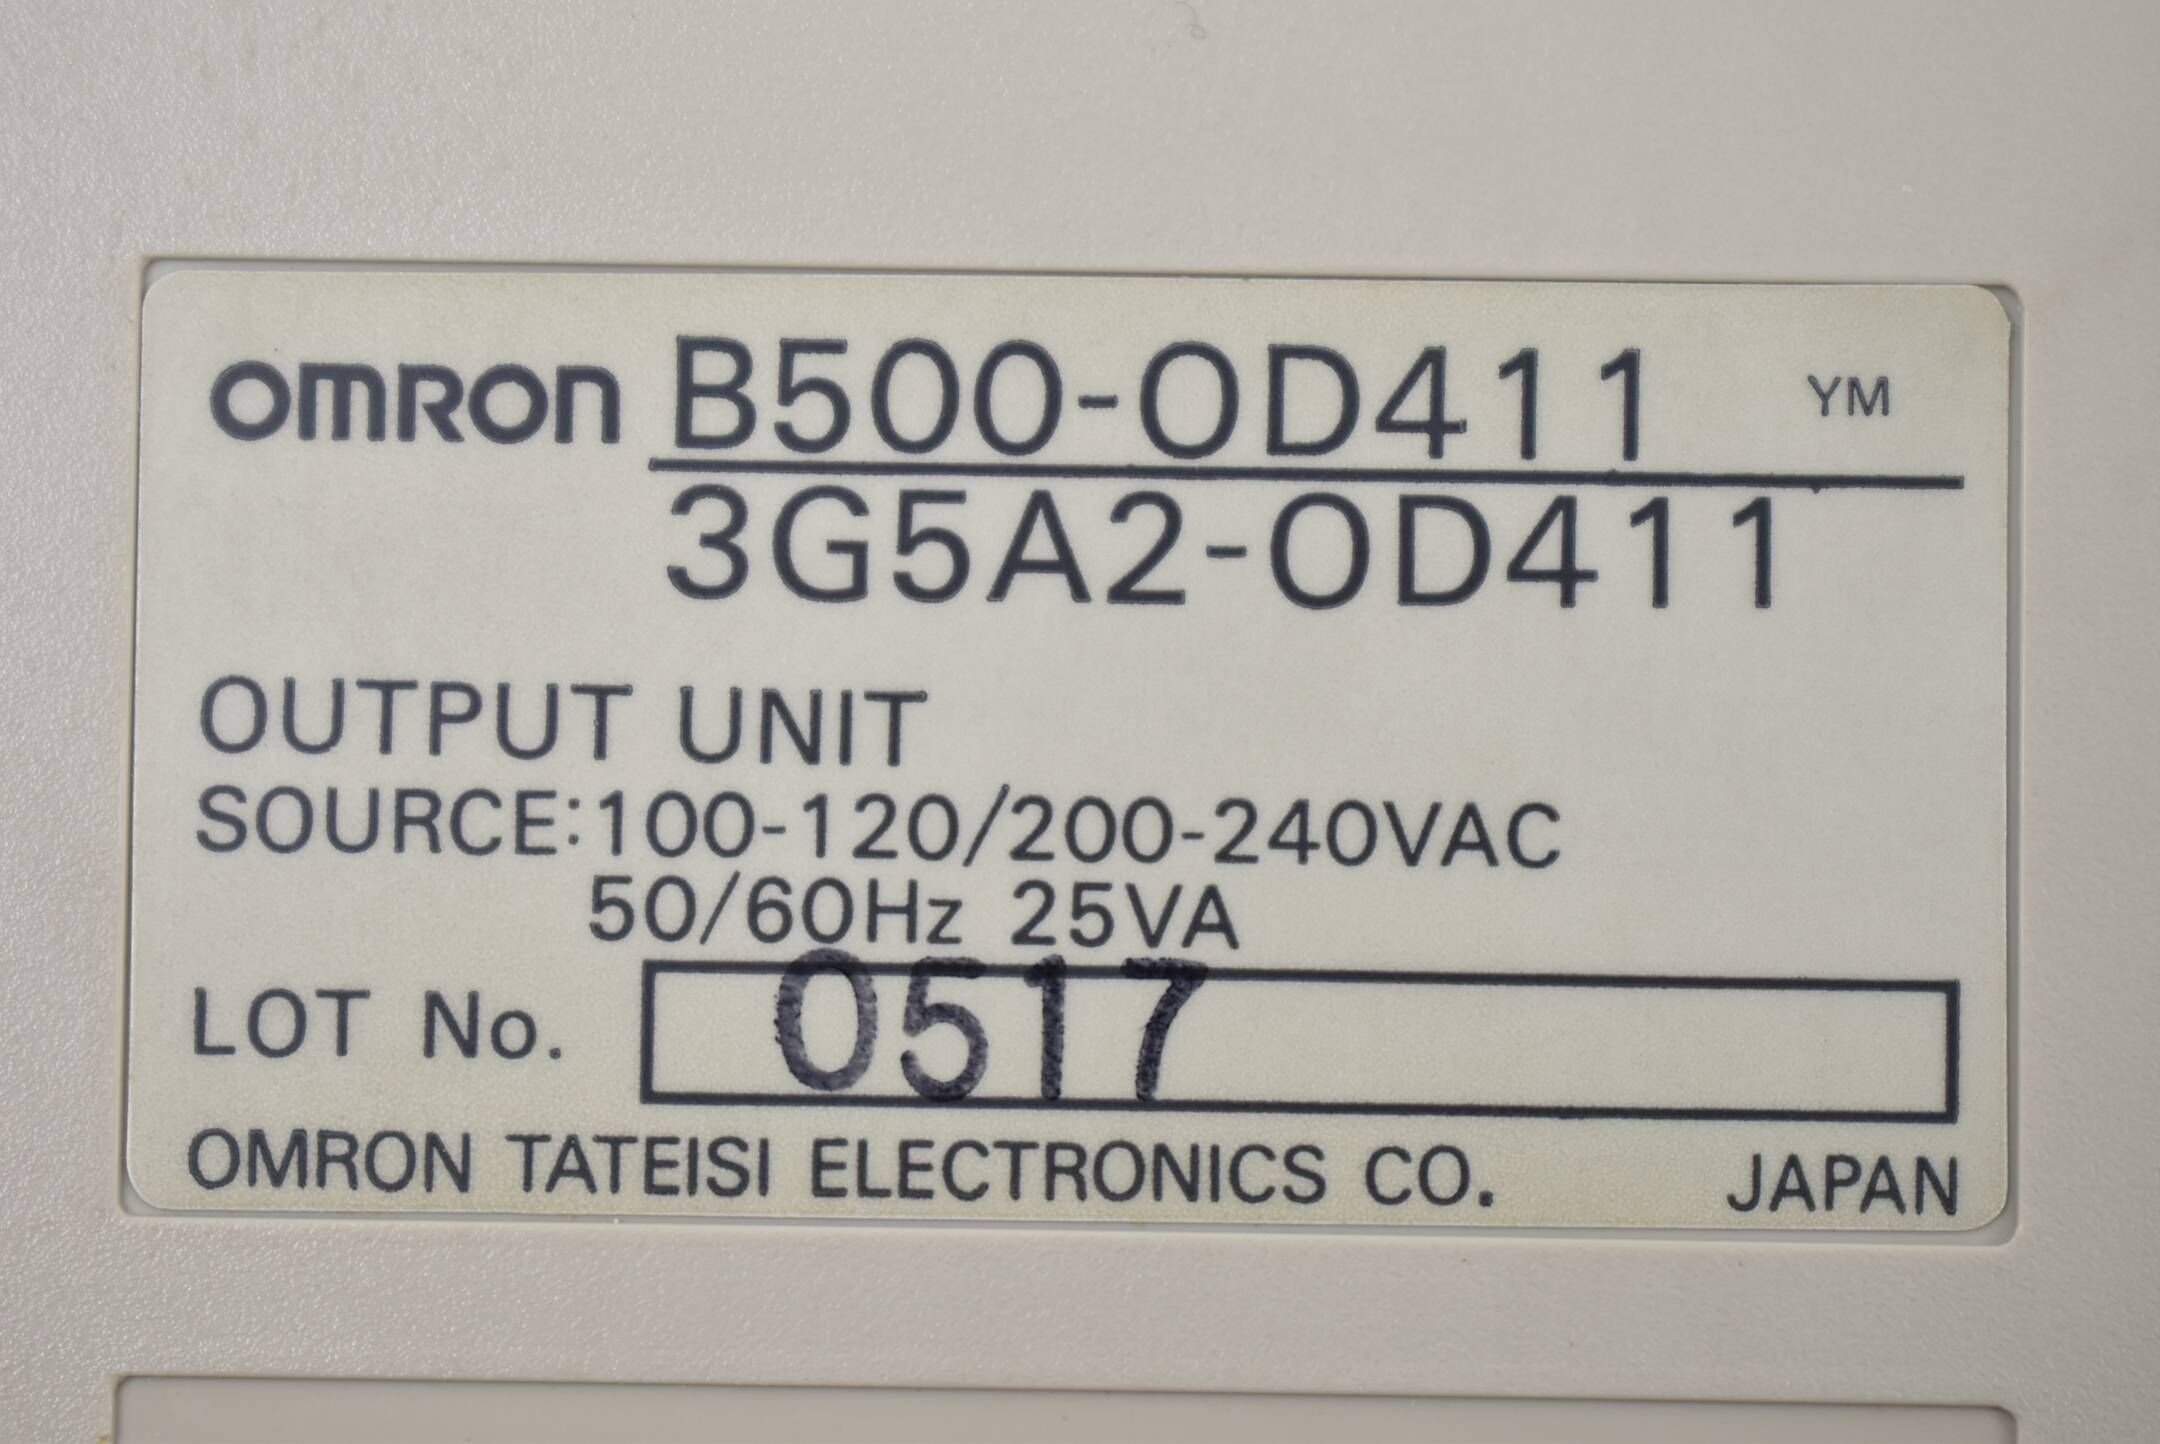 OMRON B500-OD411 YM
3G5A2-OD411
OUTPUT UNIT
SOURCE:100-120/200-240VAC
50/60Hz 25VA
LOT No. 0517
OMRON TATEISI ELECTRONICS CO. JAPAN